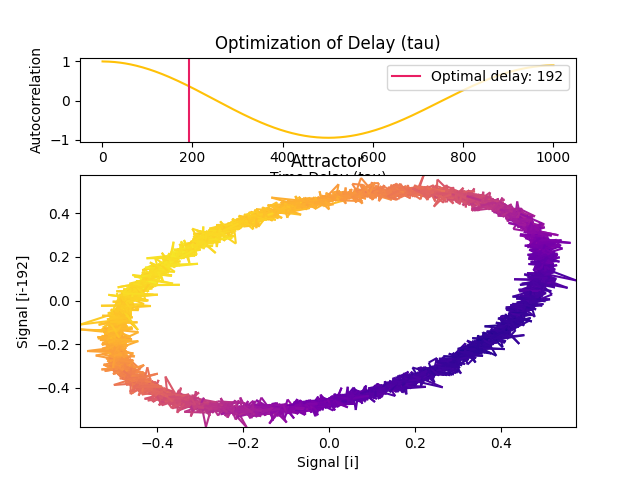 Optimization of Delay (tau)
Autocorrelation
1
0
−1
Optimal delay: 192
0 200 400 600 800 1000
Time Delay (tau)
Attractor
Signal [i-192]
0.4
0.2
0.0
−0.2
−0.4
−0.4 −0.2 0.0 0.2 0.4
Signal [i]